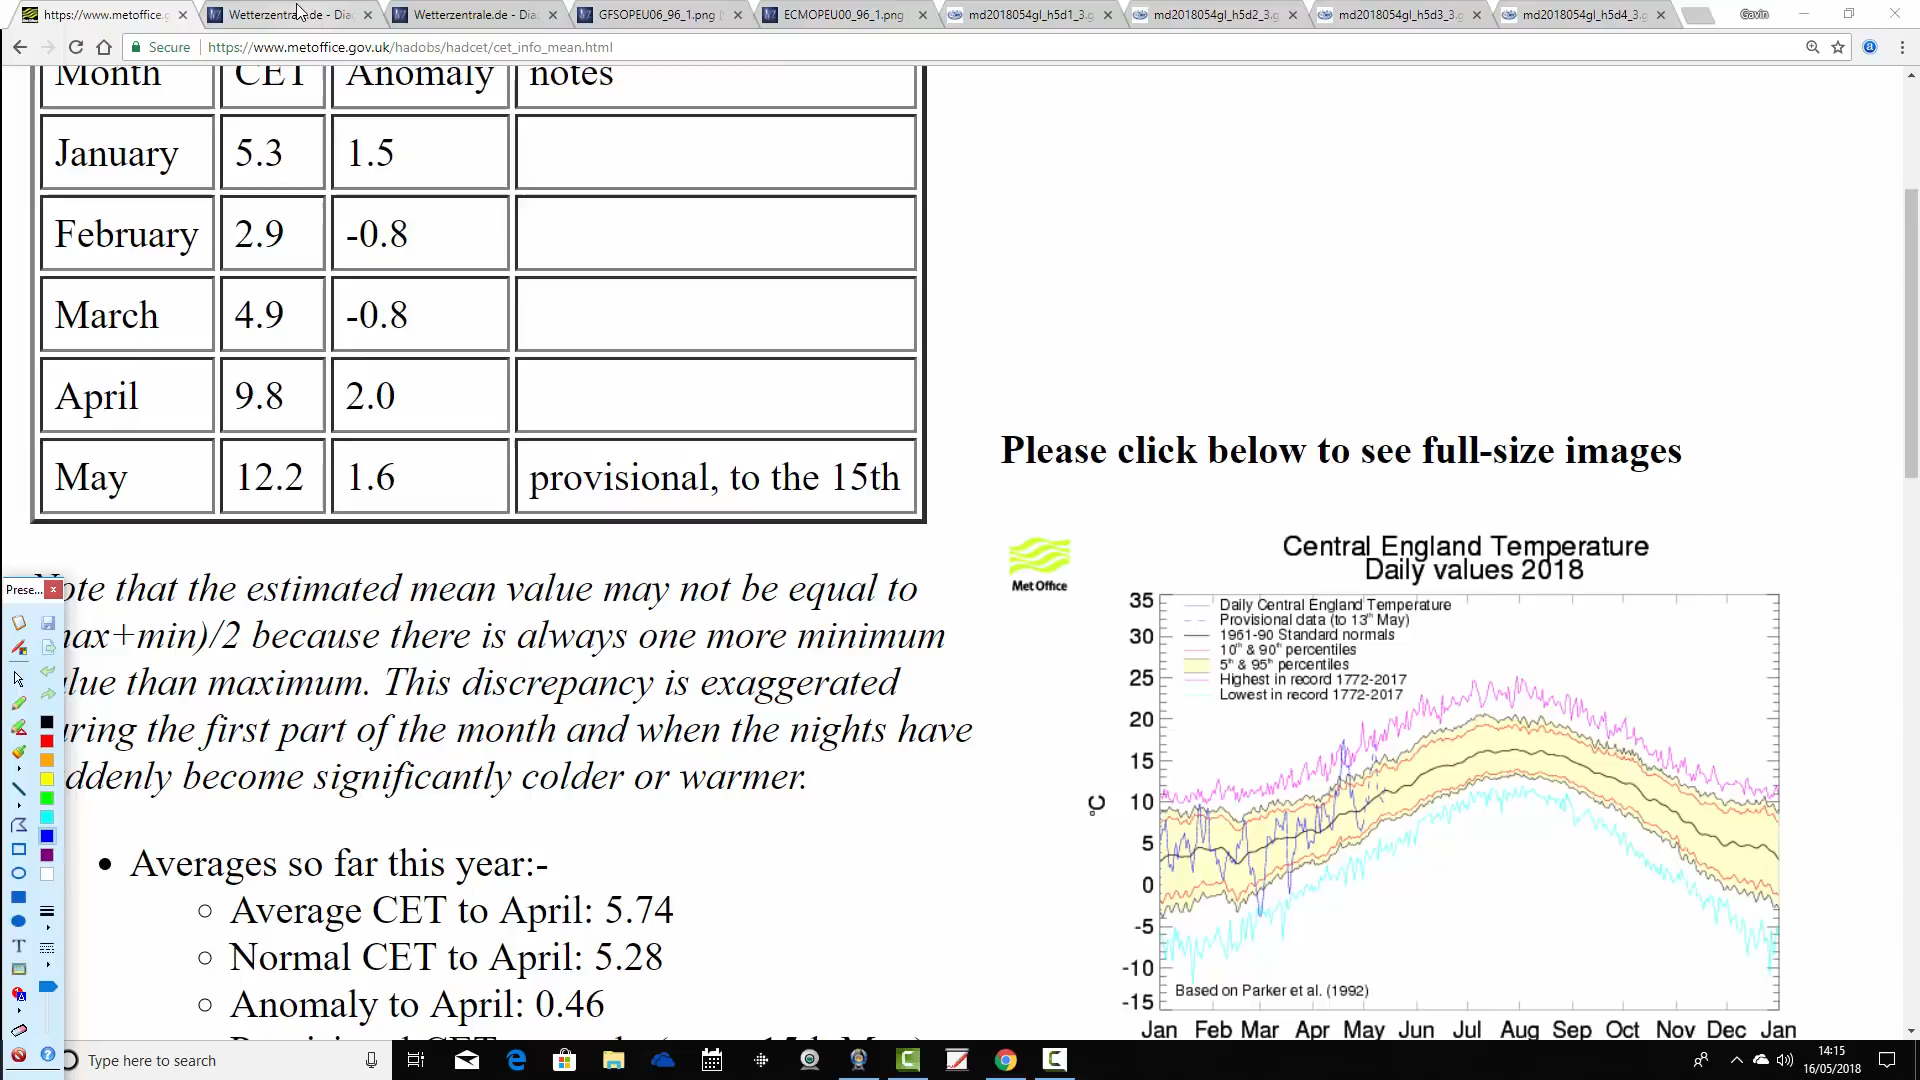 https://www.metoffice.g
Wetterzentrale.de - Dia
Wetterzentrale.de - Dia
GFSOPEU06_96_1.png
ECMOPEU00_96_1.png
md2018054gl_h5d1_3.g
md2018054gl_h5d2_3.g
md2018054gl_h5d3_3.g
md2018054gl_h5d4_3.g
Gavin
Secure
https://www.metoffice.gov.uk/hadobs/hadcet/cet_info_mean.html
Month CET Anomaly notes
January 5.3 1.5
February 2.9 -0.8
March 4.9 -0.8
April 9.8 2.0
May 12.2 1.6 provisional, to the 15th
Please click below to see full-size images
Met Office
Central England Temperature
Daily values 2018
Daily Central England Temperature
Provisional data (to 13th May)
1961-90 Standard normals
10th & 90th percentiles
5th & 95th percentiles
Highest in record 1772-2017
Lowest in record 1772-2017
35
30
25
20
15
10
5
0
-5
-10
-15
°C
Based on Parker et al. (1992)
Jan Feb Mar Apr May Jun Jul Aug Sep Oct Nov Dec Jan
Prese...
Note that the estimated mean value may not be equal to
max+min)/2 because there is always one more minimum
alue than maximum. This discrepancy is exaggerated
uring the first part of the month and when the nights have
uddenly become significantly colder or warmer.
• Averages so far this year:-
Average CET to April: 5.74
Normal CET to April: 5.28
Anomaly to April: 0.46
Type here to search
14:15
16/05/2018